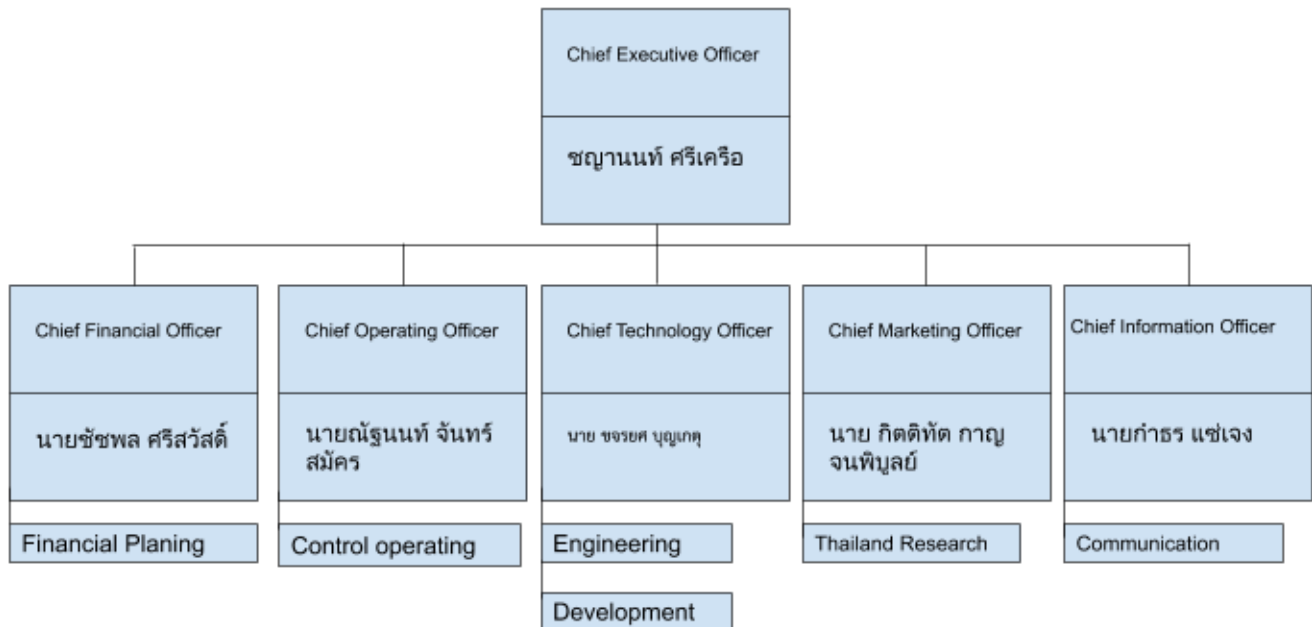 Chief Executive Officer
ชญานนท์ ศรีเครือ
Chief Financial Officer
นายชัชพล ศรีสวัสดิ์
Chief Operating Officer
นายณัฐนนท์ จันทร์
สมัคร
Chief Technology Officer
นาย ขจรยศ บุญเกตุ
Chief Marketing Officer
นาย กิตติทัต กาญ
จนพิบูลย์
Chief Information Officer
นายกำธร แซ่เจง
Financial Planing
Control operating
Engineering
Thailand Research
Communication
Development